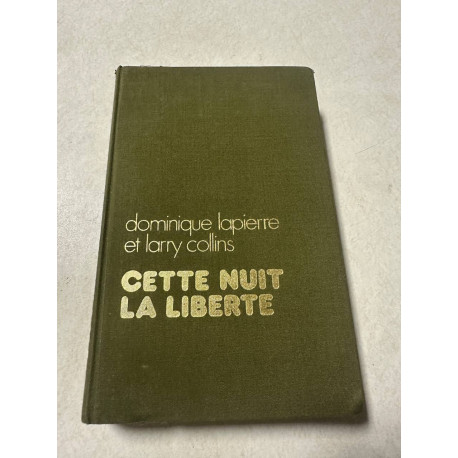 dominique lapierre
et larry collins
CETTE NUIT
LA LIBERTE